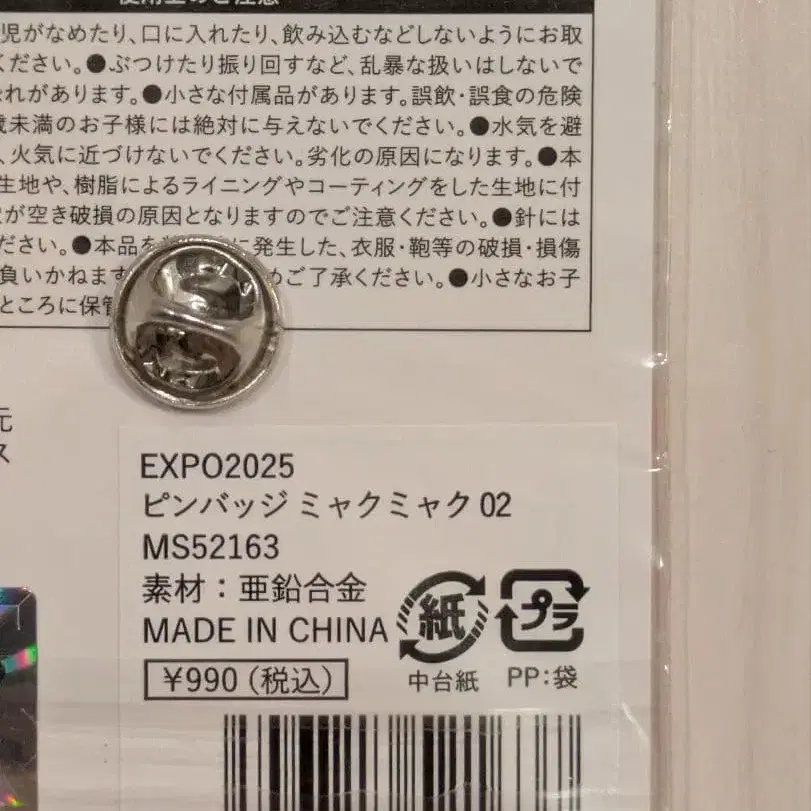 児がなめたり、口に入れたり、飲み込むなどしないようにお取
ください。●ぶつけたり振り回すなど、乱暴な扱いはしないで
れがあります。●小さな付属品があります。誤飲・誤食の危険
歳未満のお子様には絶対に与えないでください。●水気を避
、火気に近づけないでください。劣化の原因になります。●本
生地や、樹脂によるライニングやコーティングをした生地に付
が空き破損の原因となりますのでご注意ください。●針には
ださい。●本品を に発生した、衣服・鞄等の破損・損傷
負いかねます めご了承ください。●小さなお子
ところに保管
元
ス
EXPO2025
ピンバッジ ミャクミャク 02
MS52163
素材：亜鉛合金
MADE IN CHINA
紙 プラ
中台紙 PP:袋
¥990（税込）